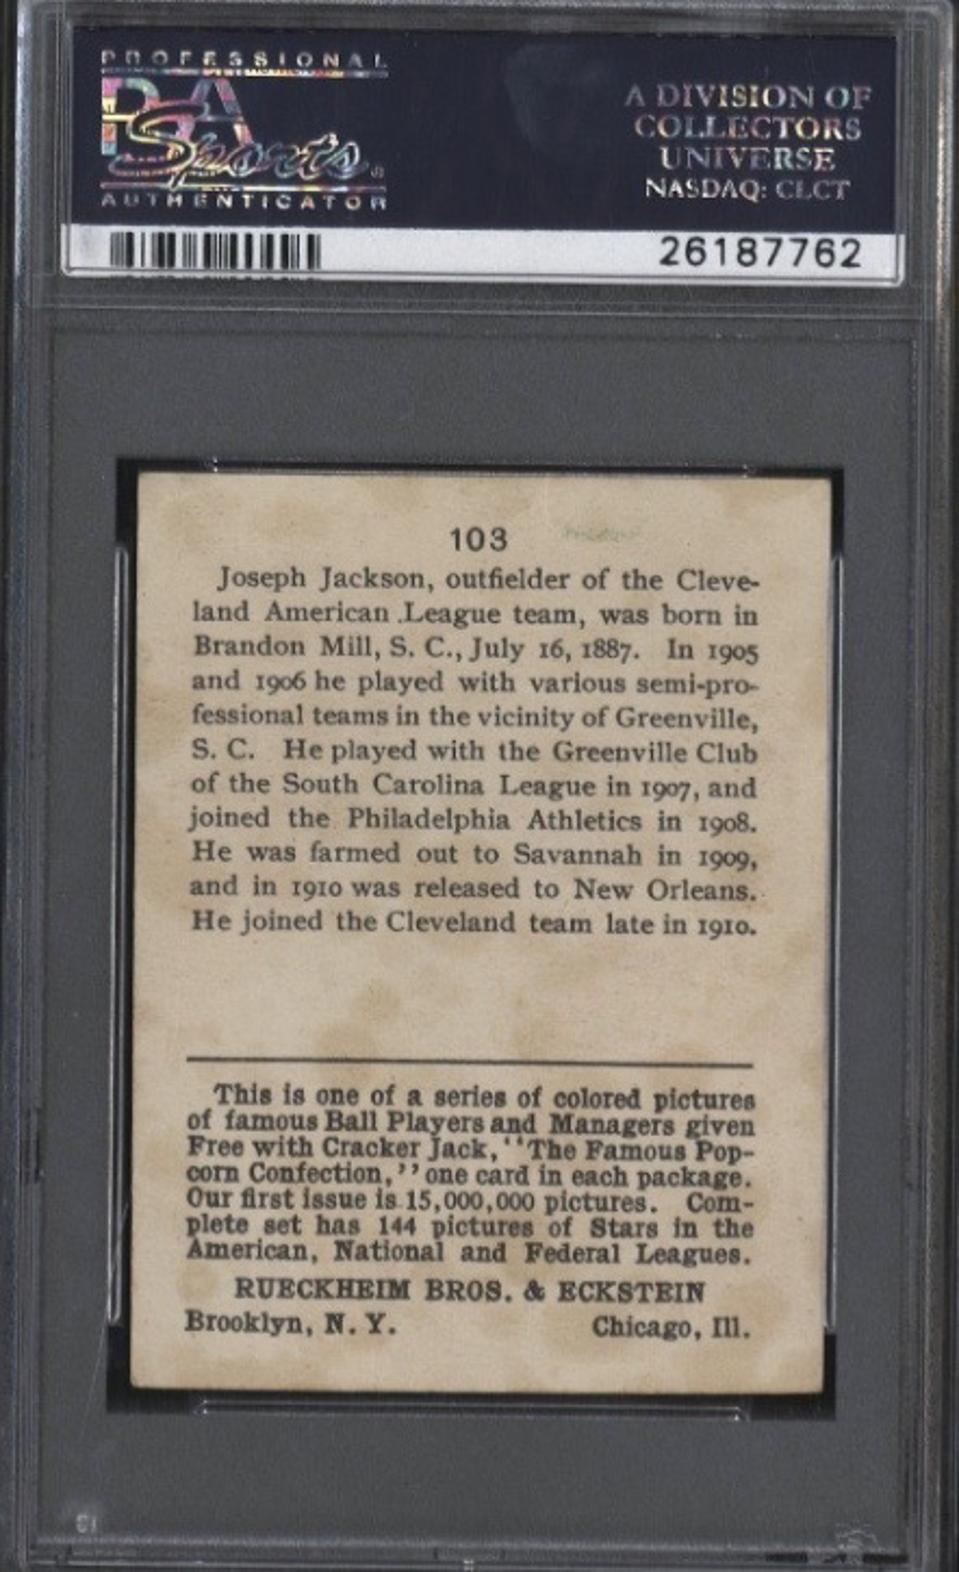 PROFESSIONAL
PSA
Sports
AUTHENTICATOR
A DIVISION OF
COLLECTORS
UNIVERSE
NASDAQ: CLCT
26187762
103
Joseph Jackson, outfielder of the Cleve-
land American League team, was born in
Brandon Mill, S. C., July 16, 1887. In 1905
and 1906 he played with various semi-pro-
fessional teams in the vicinity of Greenville,
S. C. He played with the Greenville Club
of the South Carolina League in 1907, and
joined the Philadelphia Athletics in 1908.
He was farmed out to Savannah in 1909,
and in 1910 was released to New Orleans.
He joined the Cleveland team late in 1910.
This is one of a series of colored pictures
of famous Ball Players and Managers given
Free with Cracker Jack, "The Famous Pop-
corn Confection," one card in each package.
Our first issue is 15,000,000 pictures. Com-
plete set has 144 pictures of Stars in the
American, National and Federal Leagues.
RUECKHEIM BROS. & ECKSTEIN
Brooklyn, N. Y. Chicago, Ill.